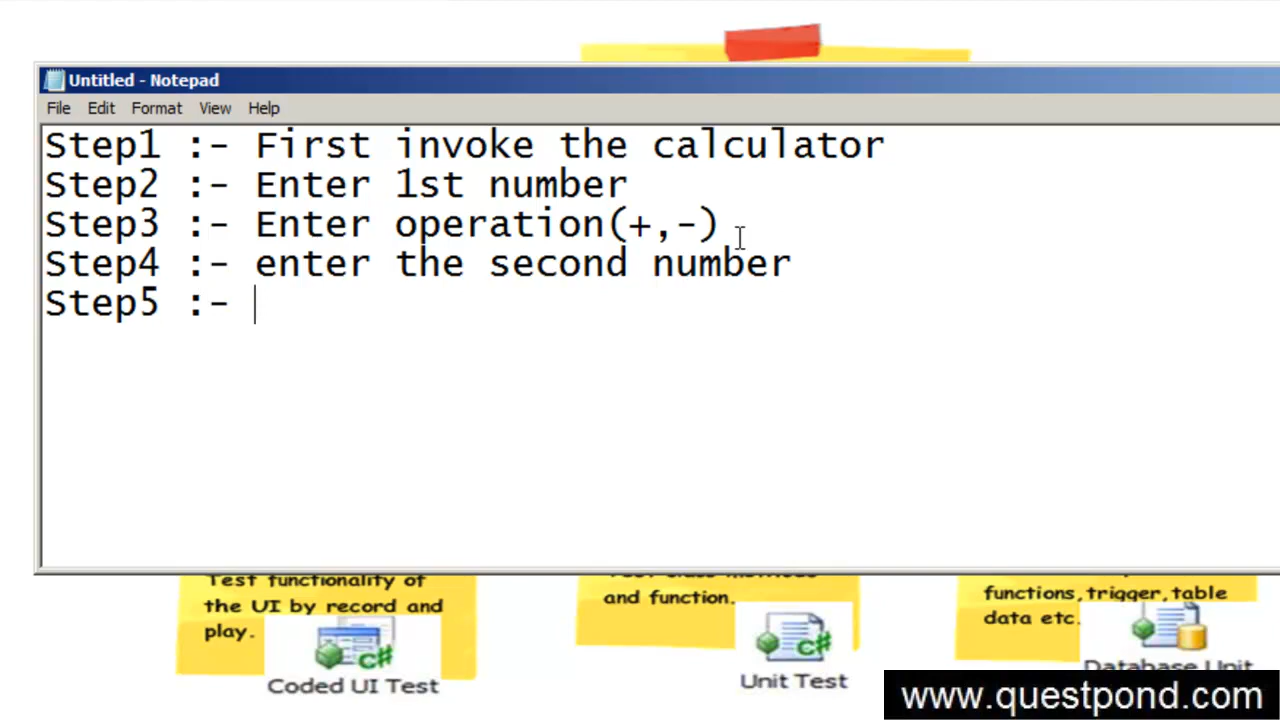 Untitled - Notepad
File Edit Format View Help
Step1 :- First invoke the calculator
Step2 :- Enter 1st number
Step3 :- Enter operation(+,-)
Step4 :- enter the second number
Step5 :-
Test functionality of
the UI by record and
play.
Coded UI Test
and function.
Unit Test
functions,trigger,table
data etc.
Database Unit
www.questpond.com